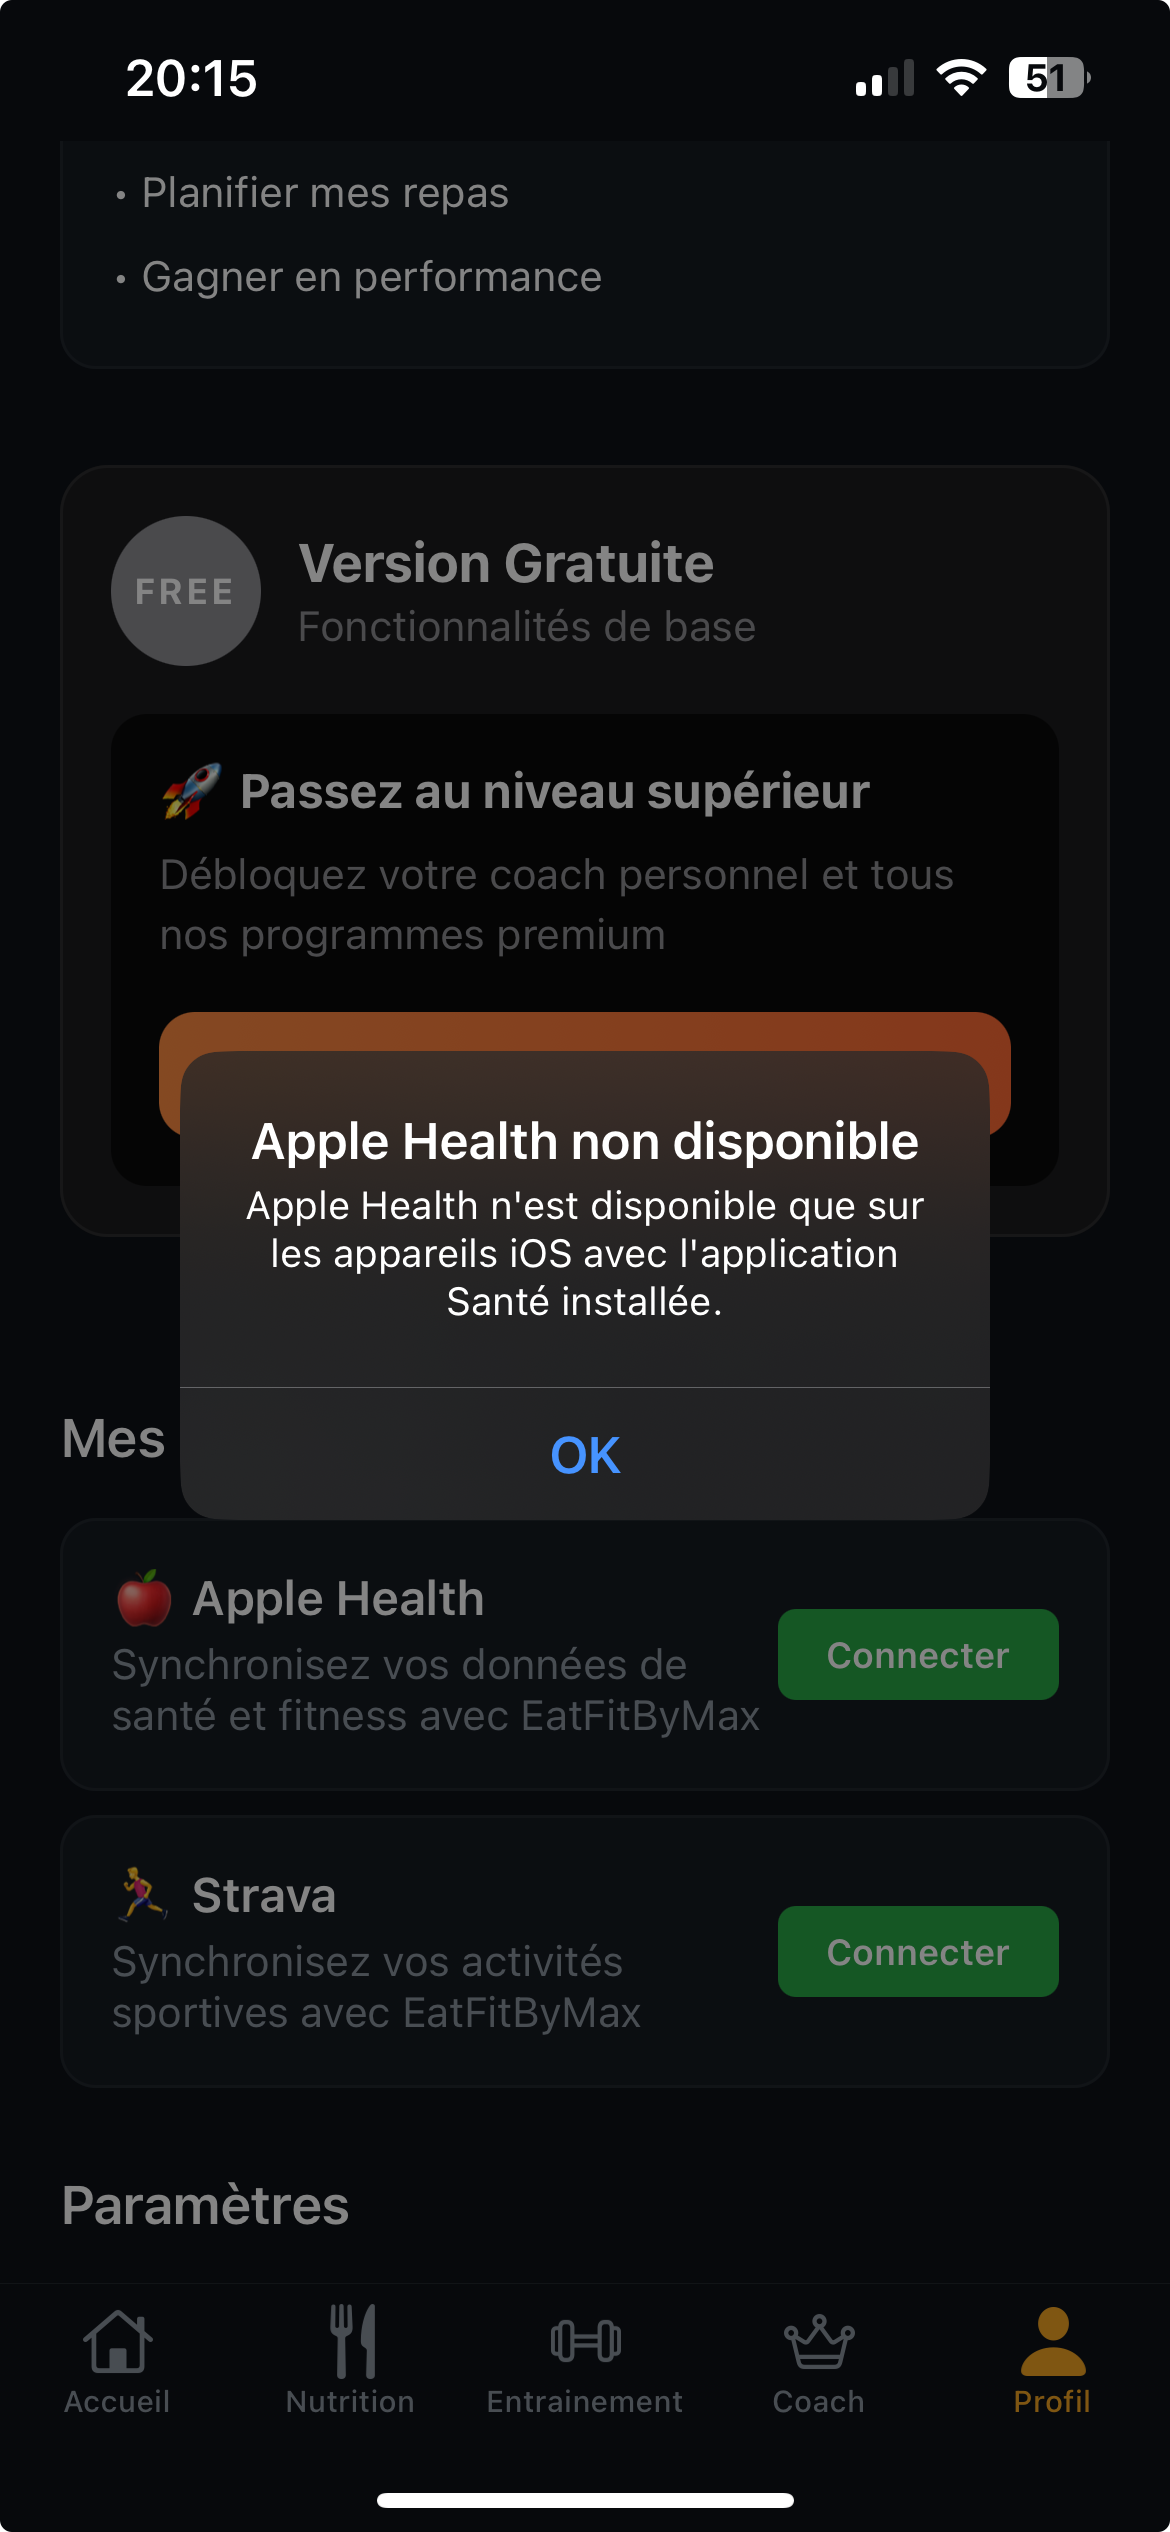 20:15
51
• Planifier mes repas
• Gagner en performance
FREE
Version Gratuite
Fonctionnalités de base
🚀 Passez au niveau supérieur
Débloquez votre coach personnel et tous
nos programmes premium
Apple Health non disponible
Apple Health n'est disponible que sur
les appareils iOS avec l'application
Santé installée.
OK
Mes
🍎 Apple Health
Synchronisez vos données de
santé et fitness avec EatFitByMax
Connecter
🏃 Strava
Synchronisez vos activités
sportives avec EatFitByMax
Connecter
Paramètres
Accueil
Nutrition
Entrainement
Coach
Profil